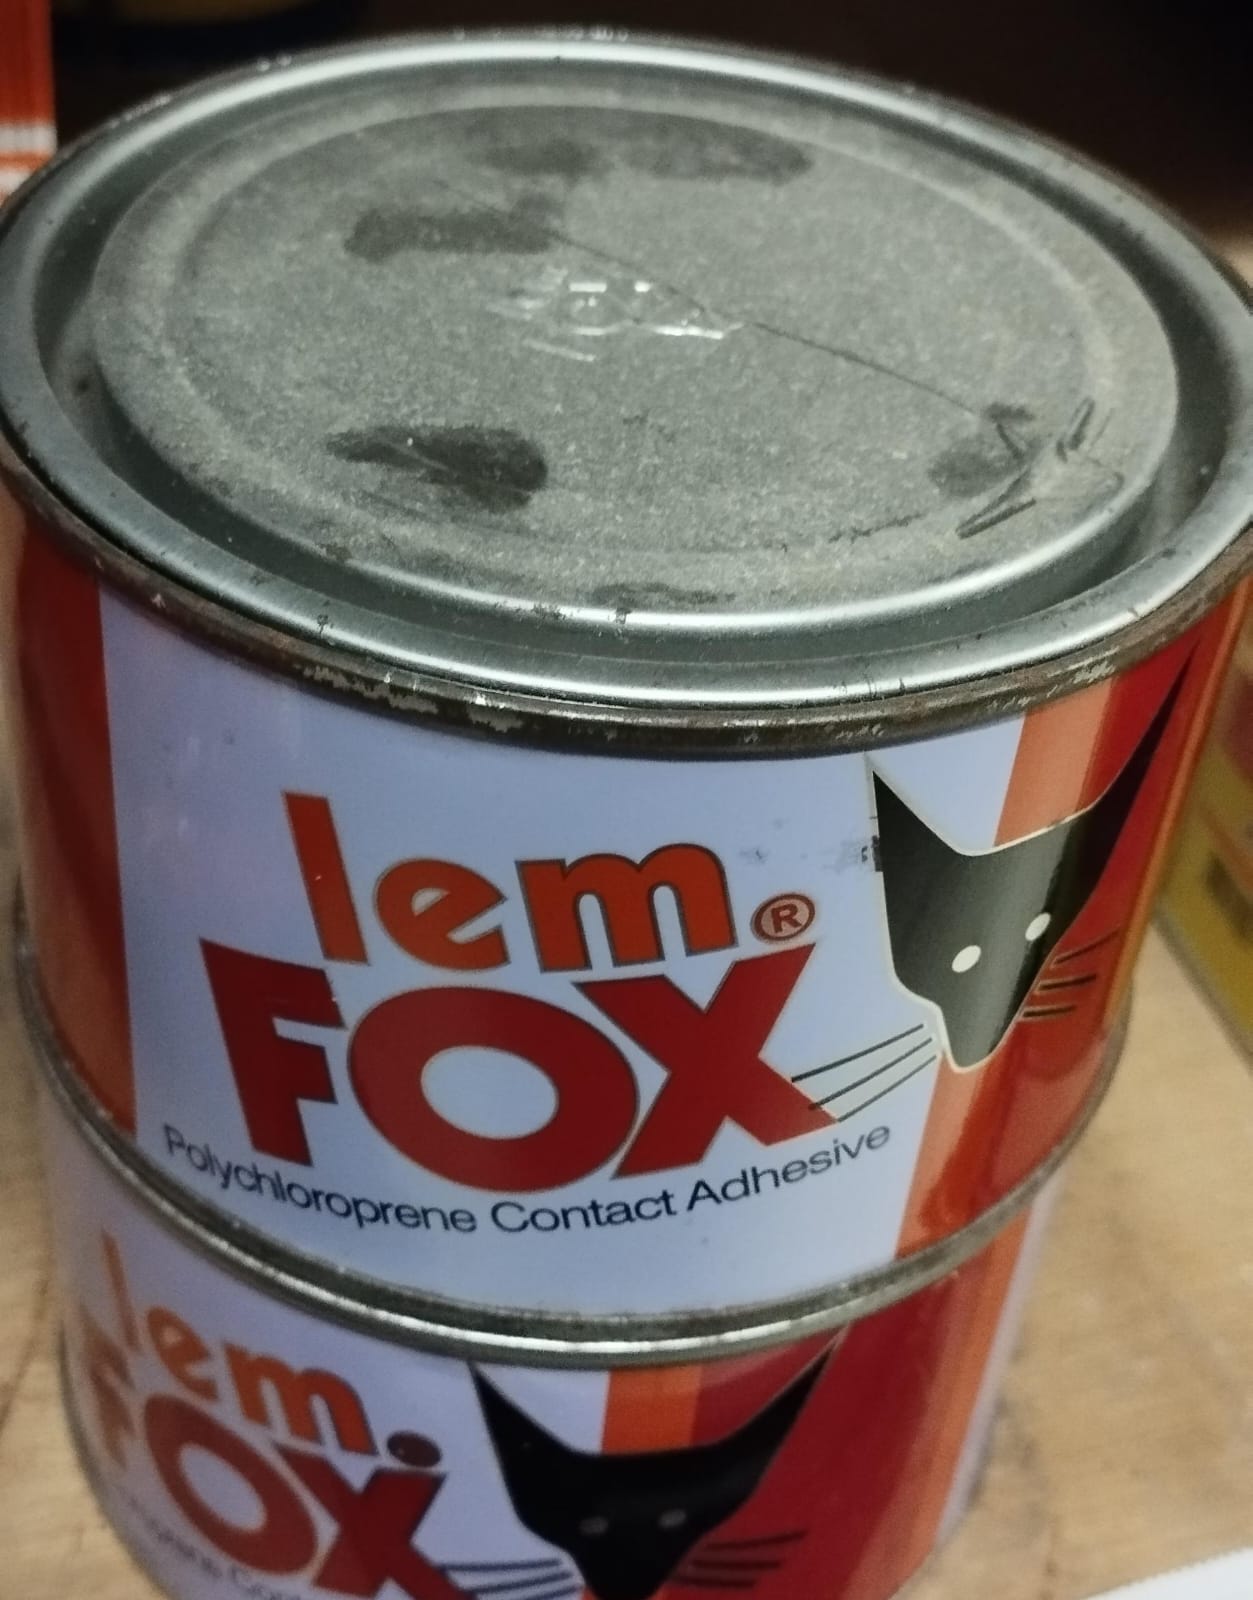 lem®
FOX
Polychloroprene Contact Adhesive
lem
FOX